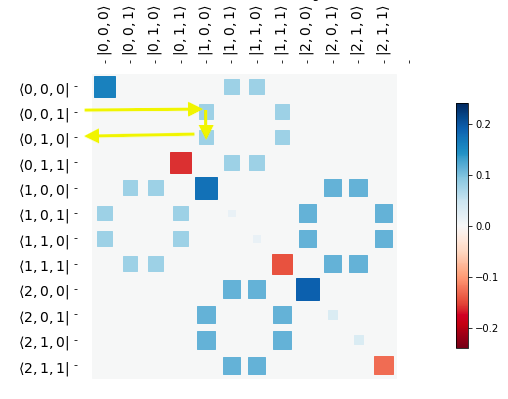 |0, 0, 0⟩
|0, 0, 1⟩
|0, 1, 0⟩
|0, 1, 1⟩
|1, 0, 0⟩
|1, 0, 1⟩
|1, 1, 0⟩
|1, 1, 1⟩
|2, 0, 0⟩
|2, 0, 1⟩
|2, 1, 0⟩
|2, 1, 1⟩
⟨0, 0, 0|
⟨0, 0, 1|
⟨0, 1, 0|
⟨0, 1, 1|
⟨1, 0, 0|
⟨1, 0, 1|
⟨1, 1, 0|
⟨1, 1, 1|
⟨2, 0, 0|
⟨2, 0, 1|
⟨2, 1, 0|
⟨2, 1, 1|
0.2
0.1
0.0
−0.1
−0.2